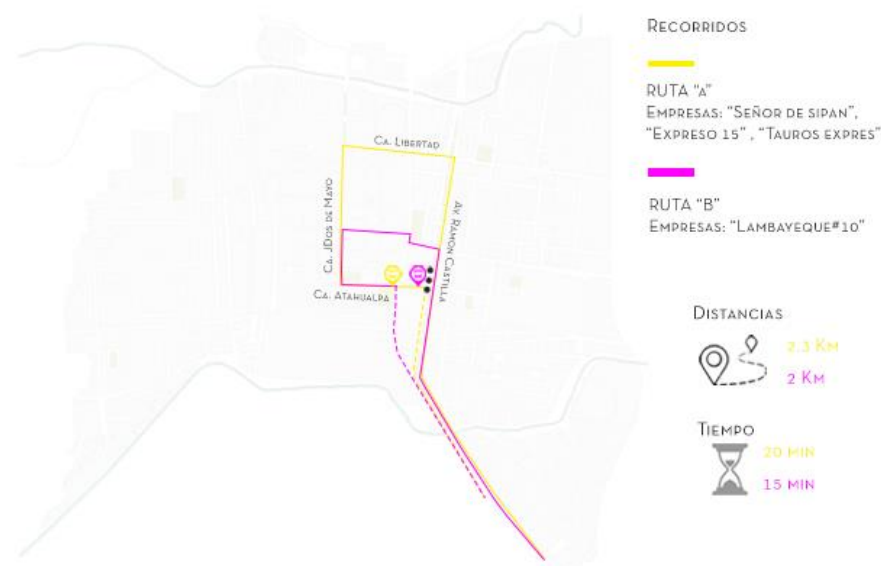 Recorridos
RUTA "A"
Empresas: "Señor de sipan",
"Expreso 15" , "Tauros expres"
RUTA "B"
Empresas: "Lambayeque#10"
Ca. Libertad
Ca. JDos de Mayo
Av. Ramon Castilla
Ca. Atahualpa
Distancias
2.3 Km
2 Km
Tiempo
20 min
15 min